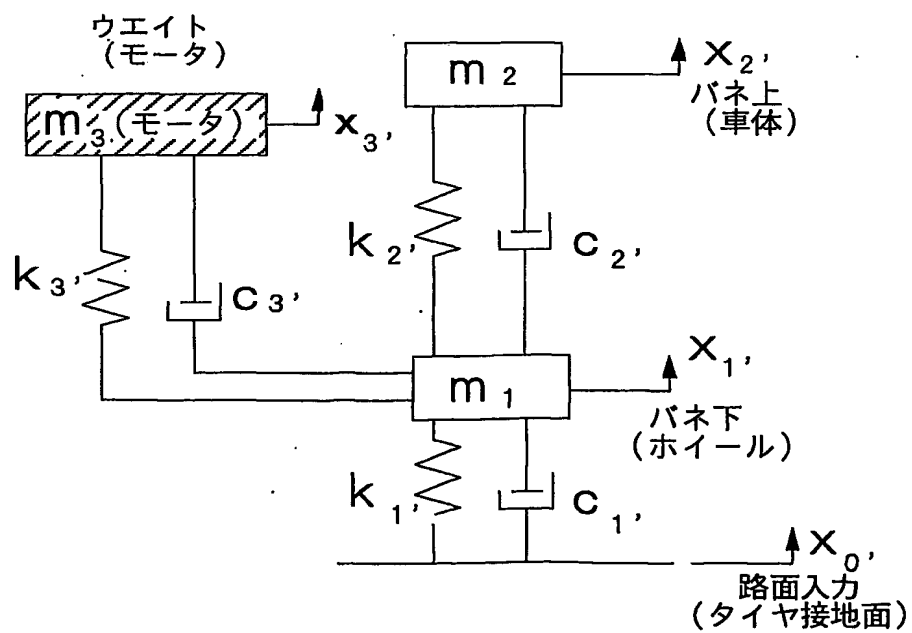 ウエイト
(モータ)
m₃(モータ)
x₃,
m₂
x₂,
バネ上
(車体)
k₂,
c₂,
k₃,
c₃,
m₁
x₁,
バネ下
(ホイール)
k₁,
c₁,
x₀,
路面入力
(タイヤ接地面)